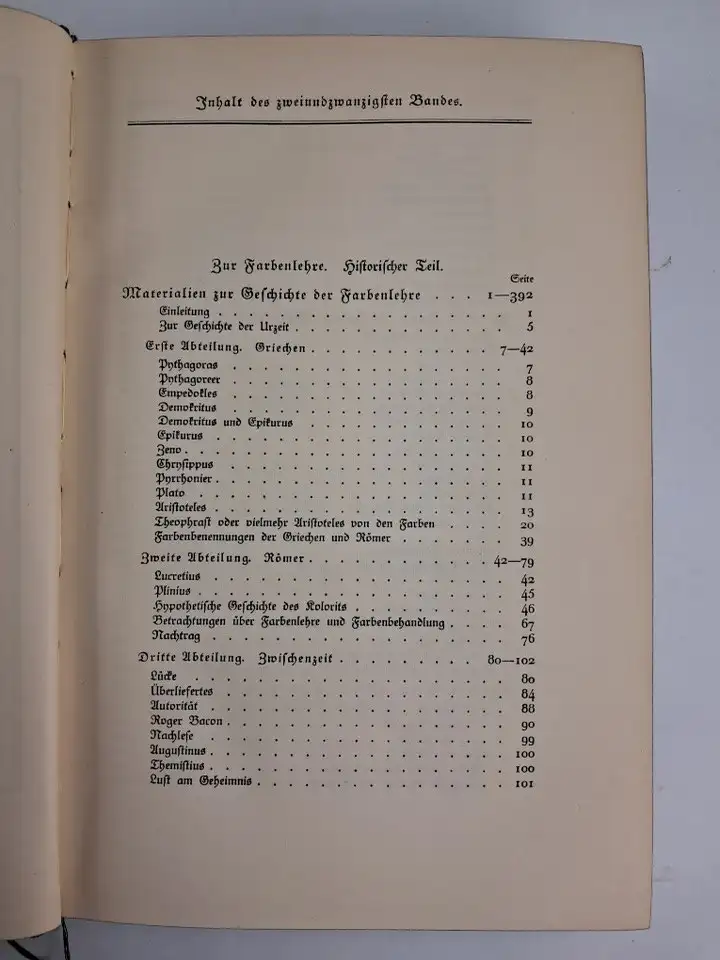 Inhalt des zweiundzwanzigsten Bandes.
Zur Farbenlehre. Historischer Teil.
Seite
Materialien zur Geschichte der Farbenlehre . . . 1—392
Einleitung . . . . . . . . . . . . . . . . . . 1
Zur Geschichte der Urzeit . . . . . . . . . . . . . 5
Erste Abteilung. Griechen . . . . . . . . . . . 7—42
Pythagoras . . . . . . . . . . . . . . . . . 7
Pythagoreer . . . . . . . . . . . . . . . . . 8
Empedokles . . . . . . . . . . . . . . . . . 8
Demokritus . . . . . . . . . . . . . . . . . 9
Demokritus und Epikurus . . . . . . . . . . . . 10
Epikurus . . . . . . . . . . . . . . . . . . 10
Zeno . . . . . . . . . . . . . . . . . . . . 10
Chrysippus . . . . . . . . . . . . . . . . . 11
Pyrrhonier . . . . . . . . . . . . . . . . . . 11
Plato . . . . . . . . . . . . . . . . . . . 11
Aristoteles . . . . . . . . . . . . . . . . . . 13
Theophrast oder vielmehr Aristoteles von den Farben . . . . 20
Farbenbenennungen der Griechen und Römer . . . . . . 39
Zweite Abteilung. Römer . . . . . . . . . . . 42—79
Lucretius . . . . . . . . . . . . . . . . . . 42
Plinius . . . . . . . . . . . . . . . . . . . 45
Hypothetische Geschichte des Kolorits . . . . . . . . . 46
Betrachtungen über Farbenlehre und Farbenbehandlung . . . . 67
Nachtrag . . . . . . . . . . . . . . . . . . 76
Dritte Abteilung. Zwischenzeit . . . . . . . . . 80—102
Lücke . . . . . . . . . . . . . . . . . . . 80
Überliefertes . . . . . . . . . . . . . . . . . 84
Autorität . . . . . . . . . . . . . . . . . . 88
Roger Bacon . . . . . . . . . . . . . . . . . 90
Nachlese . . . . . . . . . . . . . . . . . . 99
Augustinus . . . . . . . . . . . . . . . . . . 100
Themistius . . . . . . . . . . . . . . . . . . 100
Lust am Geheimnis . . . . . . . . . . . . . . . 101